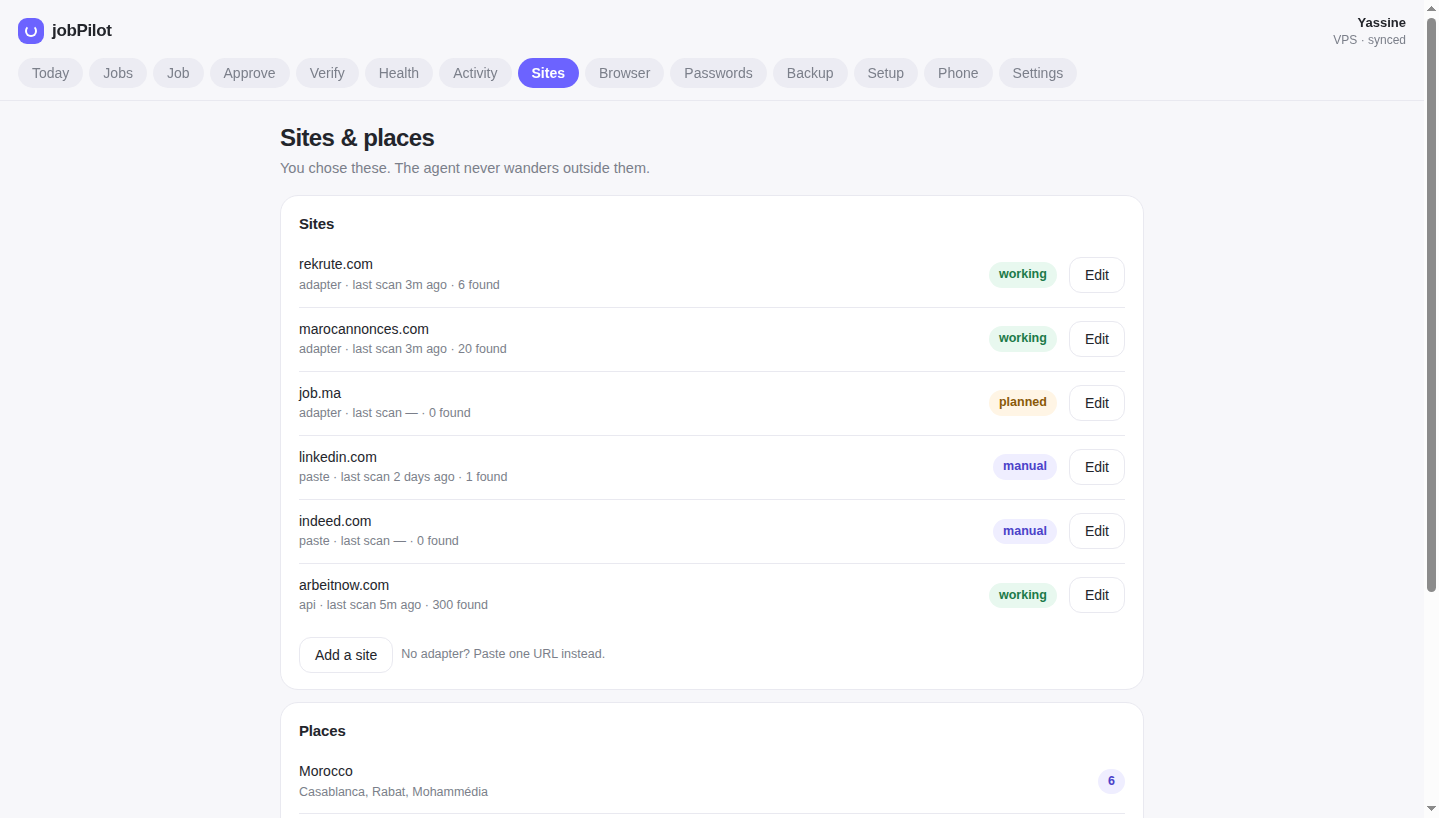 jobPilot
Yassine
VPS · synced
Today Jobs Job Approve Verify Health Activity Sites Browser Passwords Backup Setup Phone Settings
Sites & places
You chose these. The agent never wanders outside them.
Sites
rekrute.com
adapter · last scan 3m ago · 6 found
working Edit
marocannonces.com
adapter · last scan 3m ago · 20 found
working Edit
job.ma
adapter · last scan — · 0 found
planned Edit
linkedin.com
paste · last scan 2 days ago · 1 found
manual Edit
indeed.com
paste · last scan — · 0 found
manual Edit
arbeitnow.com
api · last scan 5m ago · 300 found
working Edit
Add a site No adapter? Paste one URL instead.
Places
Morocco
Casablanca, Rabat, Mohammédia
6